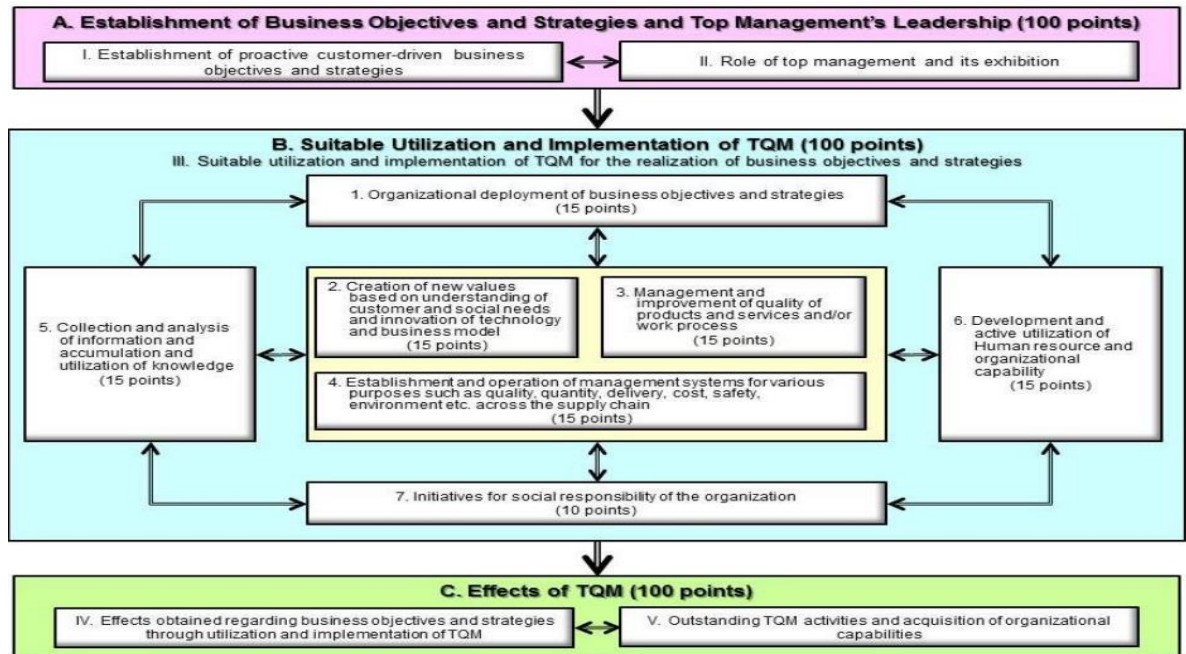 A. Establishment of Business Objectives and Strategies and Top Management's Leadership (100 points)
I. Establishment of proactive customer-driven business
objectives and strategies
II. Role of top management and its exhibition
B. Suitable Utilization and Implementation of TQM (100 points)
III. Suitable utilization and implementation of TQM for the realization of business objectives and strategies
1. Organizational deployment of business objectives and strategies
(15 points)
2. Creation of new values
based on understanding of
customer and social needs
and innovation of technology
and business model
(15 points)
3. Management and
improvement of quality of
products and services and/or
work process
(15 points)
5. Collection and analysis
of information and
accumulation and
utilization of knowledge
(15 points)
6. Development and
active utilization of
Human resource and
organizational
capability
(15 points)
4. Establishment and operation of management systems for various
purposes such as quality, quantity, delivery, cost, safety,
environment etc. across the supply chain
(15 points)
7. Initiatives for social responsibility of the organization
(10 points)
C. Effects of TQM (100 points)
IV. Effects obtained regarding business objectives and strategies
through utilization and implementation of TQM
V. Outstanding TQM activities and acquisition of organizational
capabilities